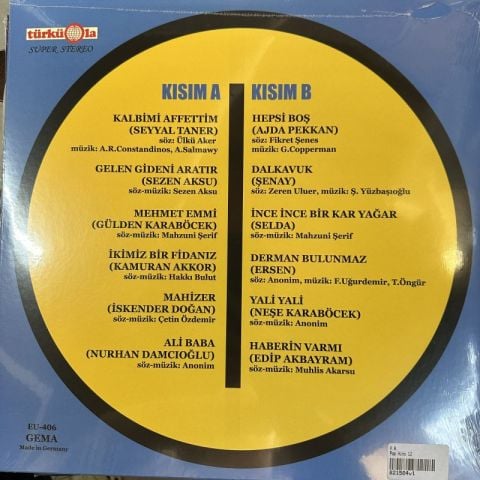 türküola
SÜPER STEREO
KISIM A
KALBİMİ AFFETTİM
(SEYYAL TANER)
söz: Ülkü Aker
müzik: A.R.Constandinos, A.Salmawy
GELEN GİDENİ ARATIR
(SEZEN AKSU)
söz-müzik: Sezen Aksu
MEHMET EMMİ
(GÜLDEN KARABÖCEK)
söz-müzik: Mahzuni Şerif
İKİMİZ BİR FİDANIZ
(KAMURAN AKKOR)
söz-müzik: Hakkı Bulut
MAHİZER
(İSKENDER DOĞAN)
söz-müzik: Çetin Özdemir
ALİ BABA
(NURHAN DAMCIOĞLU)
söz-müzik: Anonim
KISIM B
HEPSİ BOŞ
(AJDA PEKKAN)
söz: Fikret Şenes
müzik: G.Copperman
DALKAVUK
(ŞENAY)
söz: Zeren Uluer, müzik: Ş. Yüzbaşıoğlu
İNCE İNCE BİR KAR YAĞAR
(SELDA)
söz-müzik: Mahzuni Şerif
DERMAN BULUNMAZ
(ERSEN)
söz: Anonim, müzik: F.Uğurdemir, T.Öngür
YALİ YALİ
(NEŞE KARABÖCEK)
söz-müzik: Anonim
HABERİN VARMI
(EDİP AKBAYRAM)
söz-müzik: Muhlis Akarsu
EU-406
GEMA
Made in Germany